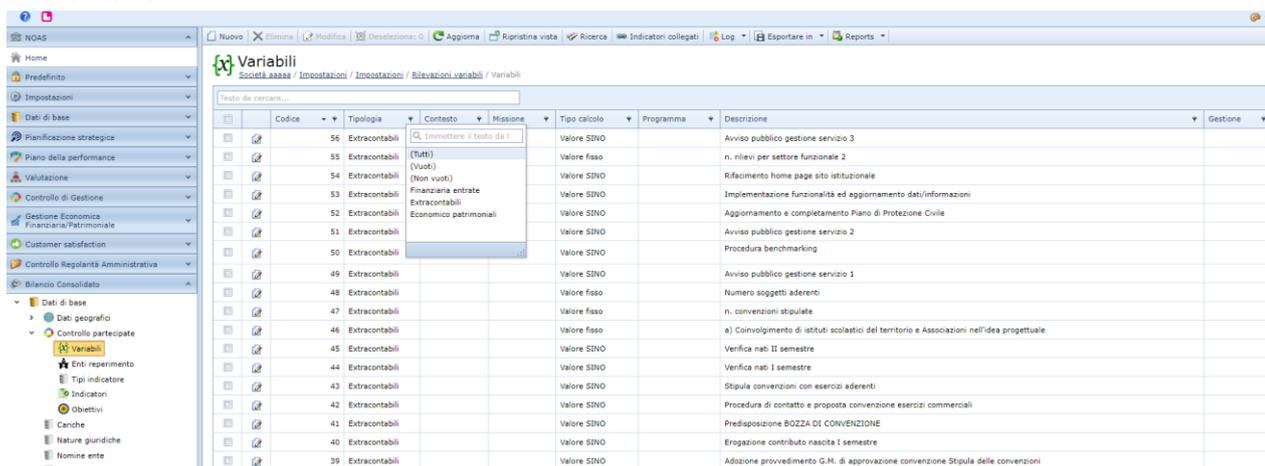 NOAS
Nuovo Elimina Modifica Deseleziona: 0 Aggiorna Ripristina vista Ricerca Indicatori collegati Log Esportare in Reports
Home
Predefinito
Impostazioni
Dati di base
Pianificazione strategica
Piano della performance
Valutazione
Controllo di Gestione
Gestione Economica
Finanziaria/Patrimoniale
Customer satisfaction
Controllo Regolarità Amministrativa
Bilancio Consolidato
Dati di base
Dati geografici
Controllo partecipate
{x} Variabili
Enti reperimento
Tipi indicatore
Indicatori
Obiettivi
Cariche
Nature giuridiche
Nomine ente
{x} Variabili
Società aaaaa / Impostazioni / Impostazioni / Rilevazioni variabili / Variabili
Testo da cercare...
Codice Tipologia Contesto Missione Tipo calcolo Programma Descrizione Gestione
56 Extracontabili Valore SINO Avviso pubblico gestione servizio 3
55 Extracontabili Valore fisso n. rilievi per settore funzionale 2
54 Extracontabili Valore SINO Rifacimento home page sito istituzionale
53 Extracontabili Valore SINO Implementazione funzionalità ed aggiornamento dati/informazioni
52 Extracontabili Valore SINO Aggiornamento e completamento Piano di Protezione Civile
51 Extracontabili Valore SINO Avviso pubblico gestione servizio 2
50 Extracontabili Valore SINO Procedura benchmarking
49 Extracontabili Valore SINO Avviso pubblico gestione servizio 1
48 Extracontabili Valore fisso Numero soggetti aderenti
47 Extracontabili Valore fisso n. convenzioni stipulate
46 Extracontabili Valore fisso a) Coinvolgimento di istituti scolastici del territorio e Associazioni nell'idea progettuale
45 Extracontabili Valore SINO Verifica nati II semestre
44 Extracontabili Valore SINO Verifica nati I semestre
43 Extracontabili Valore SINO Stipula convenzioni con esercizi aderenti
42 Extracontabili Valore SINO Procedura di contatto e proposta convenzione esercizi commerciali
41 Extracontabili Valore SINO Predisposizione BOZZA DI CONVENZIONE
40 Extracontabili Valore SINO Erogazione contributo nascita I semestre
39 Extracontabili Valore SINO Adozione provvedimento G.M. di approvazione convenzione Stipula delle convenzioni
Immettere il testo da
(Tutti)
(Vuoti)
(Non vuoti)
Finanziaria entrate
Extracontabili
Economico patrimoniali